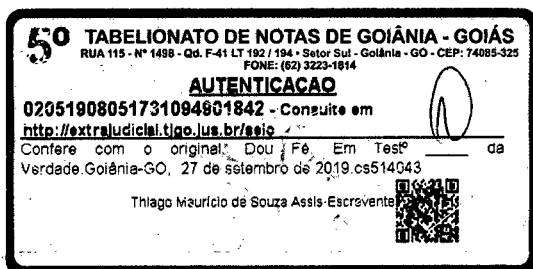 5º TABELIONATO DE NOTAS DE GOIÂNIA - GOIÁS
RUA 115 - Nº 1498 - Qd. F-41 LT 192 / 194 - Setor Sul - Goiânia - GO - CEP: 74085-325
FONE: (62) 3223-1814
AUTENTICACAO
02051908051731094801842 - Consulte em
http://extrajudicial.tjgo.jus.br/selo
Confere com o original. Dou Fé. Em Testº ____ da
Verdade.Goiânia-GO, 27 de setembro de 2019.cs514043
Thiago Maurício de Souza Assis-Escrevente